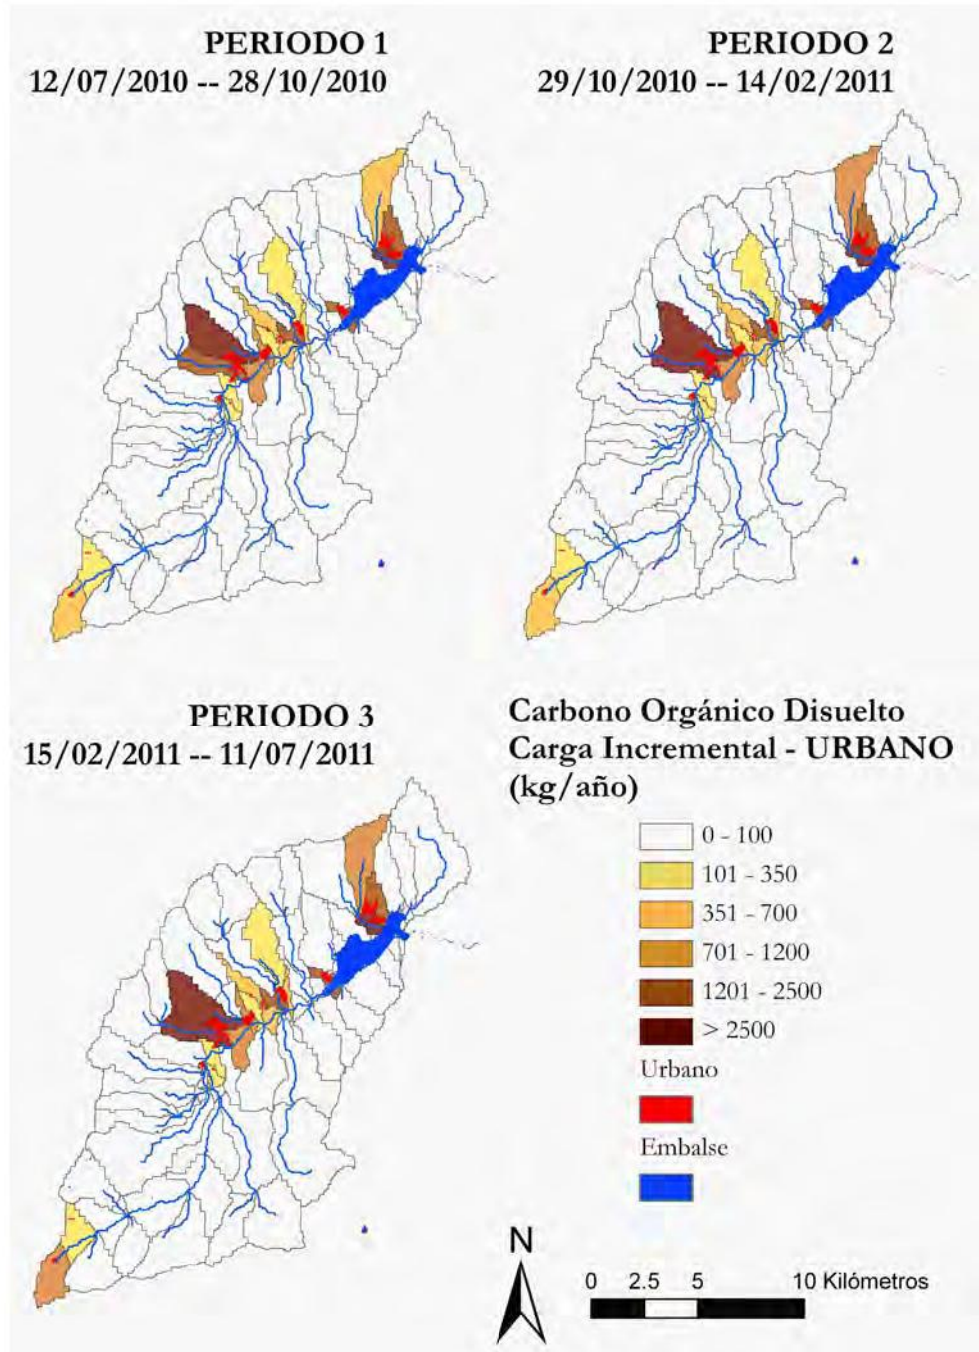 PERIODO 1
12/07/2010 -- 28/10/2010
PERIODO 2
29/10/2010 -- 14/02/2011
PERIODO 3
15/02/2011 -- 11/07/2011
Carbono Orgánico Disuelto
Carga Incremental - URBANO
(kg/año)
0 - 100
101 - 350
351 - 700
701 - 1200
1201 - 2500
> 2500
Urbano
Embalse
N
0 2.5 5 10 Kilómetros